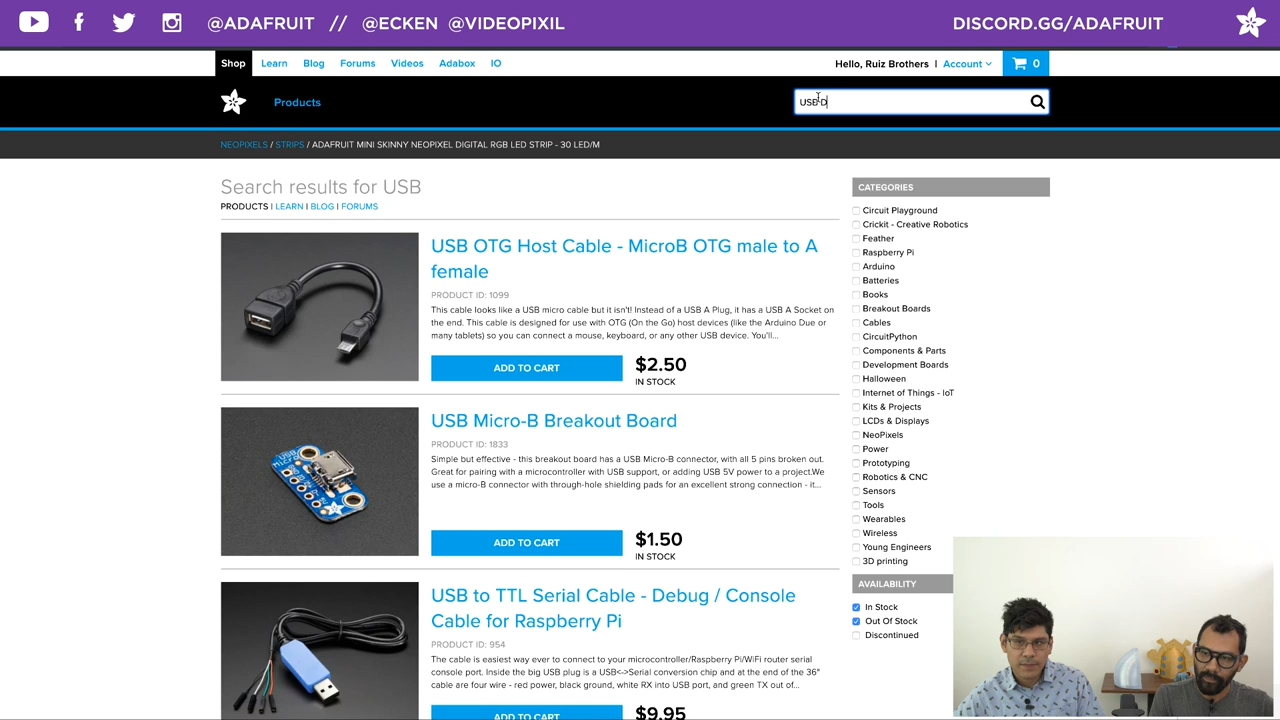 @ADAFRUIT // @ECKEN @VIDEOPIXIL
DISCORD.GG/ADAFRUIT
Shop Learn Blog Forums Videos Adabox IO
Hello, Ruiz Brothers | Account 0
Products
USB D
NEOPIXELS / STRIPS / ADAFRUIT MINI SKINNY NEOPIXEL DIGITAL RGB LED STRIP - 30 LED/M
Search results for USB
PRODUCTS | LEARN | BLOG | FORUMS
USB OTG Host Cable - MicroB OTG male to A
female
PRODUCT ID: 1099
This cable looks like a USB micro cable but it isn't! Instead of a USB A Plug, it has a USB A Socket on
the end. This cable is designed for use with OTG (On the Go) host devices (like the Arduino Due or
many tablets) so you can connect a mouse, keyboard, or any other USB device. You'll...
ADD TO CART
$2.50
IN STOCK
USB Micro-B Breakout Board
PRODUCT ID: 1833
Simple but effective - this breakout board has a USB Micro-B connector, with all 5 pins broken out.
Great for pairing with a microcontroller with USB support, or adding USB 5V power to a project.We
use a micro-B connector with through-hole shielding pads for an excellent strong connection - it...
ADD TO CART
$1.50
IN STOCK
USB to TTL Serial Cable - Debug / Console
Cable for Raspberry Pi
PRODUCT ID: 954
The cable is easiest way ever to connect to your microcontroller/Raspberry Pi/WiFi router serial
console port. Inside the big USB plug is a USB<->Serial conversion chip and at the end of the 36"
cable are four wire - red power, black ground, white RX into USB port, and green TX out of...
ADD TO CART
$9.95
CATEGORIES
Circuit Playground
Crickit - Creative Robotics
Feather
Raspberry Pi
Arduino
Batteries
Books
Breakout Boards
Cables
CircuitPython
Components & Parts
Development Boards
Halloween
Internet of Things - IoT
Kits & Projects
LCDs & Displays
NeoPixels
Power
Prototyping
Robotics & CNC
Sensors
Tools
Wearables
Wireless
Young Engineers
3D printing
AVAILABILITY
In Stock
Out Of Stock
Discontinued